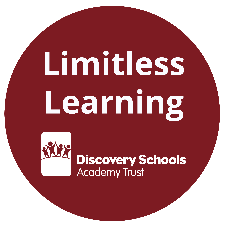 Limitless
Learning
Discovery Schools
Academy Trust